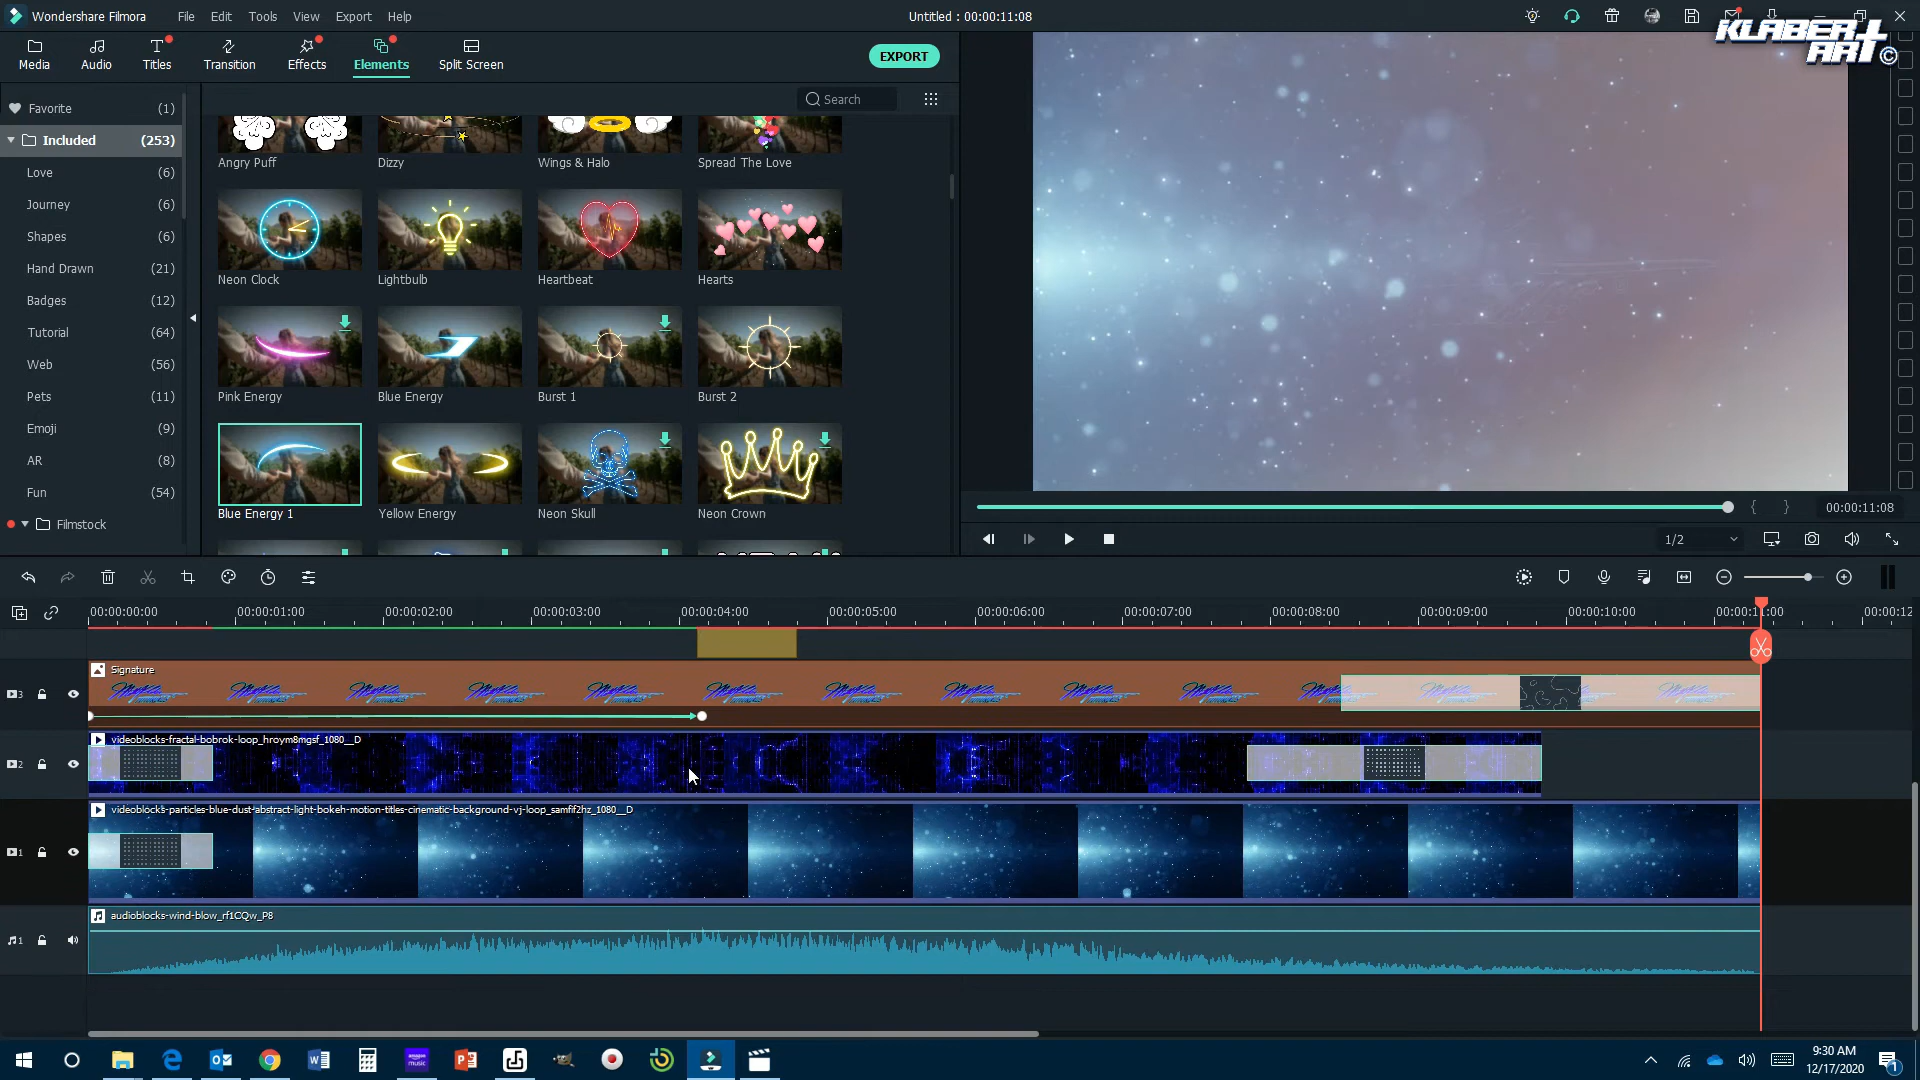 Wondershare Filmora
File Edit Tools View Export Help
Untitled : 00:00:11:08
KLABER ART ©
Media Audio Titles Transition Effects Elements Split Screen
EXPORT
Favorite (1)
Included (253)
Love (6)
Journey (6)
Shapes (6)
Hand Drawn (21)
Badges (12)
Tutorial (64)
Web (56)
Pets (11)
Emoji (9)
AR (8)
Fun (54)
Filmstock
Search
Angry Puff Dizzy Wings & Halo Spread The Love
Neon Clock Lightbulb Heartbeat Hearts
Pink Energy Blue Energy Burst 1 Burst 2
Blue Energy 1 Yellow Energy Neon Skull Neon Crown
{ } 00:00:11:08
1/2
00:00:00:00 00:00:01:00 00:00:02:00 00:00:03:00 00:00:04:00 00:00:05:00 00:00:06:00 00:00:07:00 00:00:08:00 00:00:09:00 00:00:10:00 00:00:11:00 00:00:12
3
Signature
2
videoblocks-fractal-bobrok-loop_hroym8mgsf_1080__D
1
videoblocks-particles-blue-dust-abstract-light-bokeh-motion-titles-cinematic-background-vj-loop_samfif2hz_1080__D
1
audioblocks-wind-blow_rf1CQw_P8
amazon music
9:30 AM
12/17/2020
1